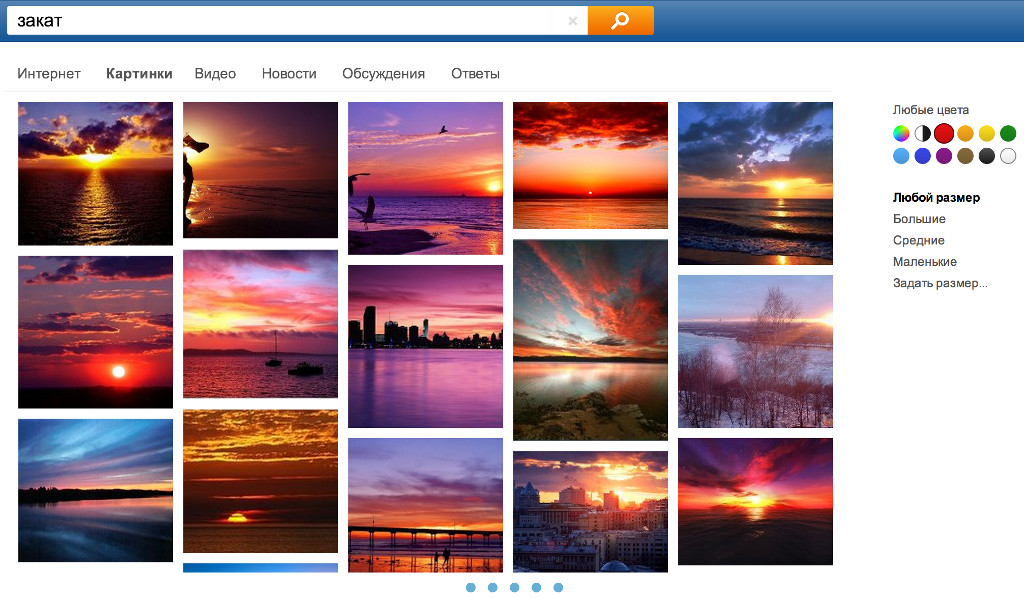 закат
Интернет Картинки Видео Новости Обсуждения Ответы
Любые цвета
Любой размер
Большие
Средние
Маленькие
Задать размер...